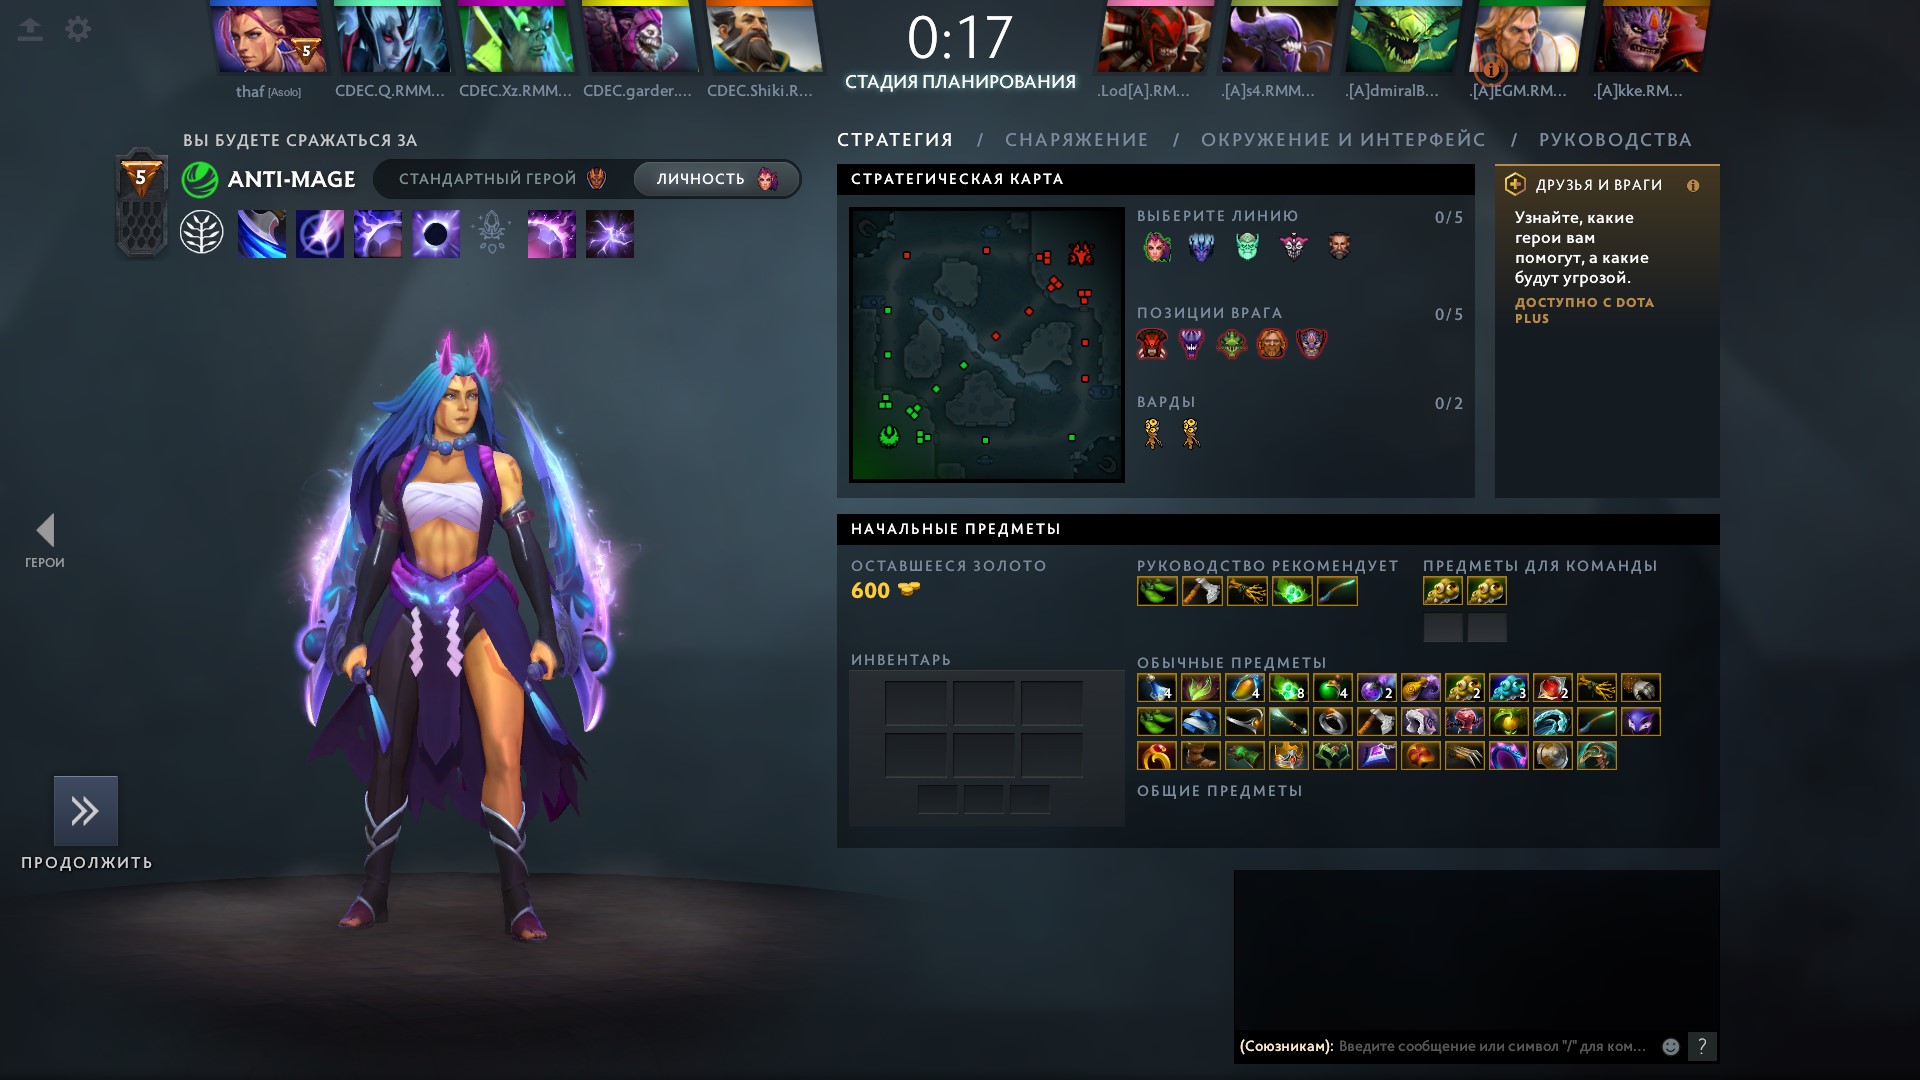 0:17
СТАДИЯ ПЛАНИРОВАНИЯ
5
thaf [Asolo]
CDEC.Q.RMM...
CDEC.Xz.RMM...
CDEC.garder....
CDEC.Shiki.R...
.Lod[A].RM...
.[A]s4.RMM...
.[A]dmiralB...
.[A]EGM.RM...
.[A]kke.RM...
ВЫ БУДЕТЕ СРАЖАТЬСЯ ЗА
5
ANTI-MAGE
СТАНДАРТНЫЙ ГЕРОЙ
ЛИЧНОСТЬ
ГЕРОИ
ПРОДОЛЖИТЬ
СТРАТЕГИЯ / СНАРЯЖЕНИЕ / ОКРУЖЕНИЕ И ИНТЕРФЕЙС / РУКОВОДСТВА
СТРАТЕГИЧЕСКАЯ КАРТА
ВЫБЕРИТЕ ЛИНИЮ 0/5
ПОЗИЦИИ ВРАГА 0/5
ВАРДЫ 0/2
ДРУЗЬЯ И ВРАГИ
Узнайте, какие
герои вам
помогут, а какие
будут угрозой.
ДОСТУПНО С DOTA
PLUS
НАЧАЛЬНЫЕ ПРЕДМЕТЫ
ОСТАВШЕЕСЯ ЗОЛОТО
600
ИНВЕНТАРЬ
РУКОВОДСТВО РЕКОМЕНДУЕТ
ПРЕДМЕТЫ ДЛЯ КОМАНДЫ
ОБЫЧНЫЕ ПРЕДМЕТЫ
4 4 8 4 2 2 3 2
ОБЩИЕ ПРЕДМЕТЫ
(Союзникам): Введите сообщение или символ "/" для ком...
?